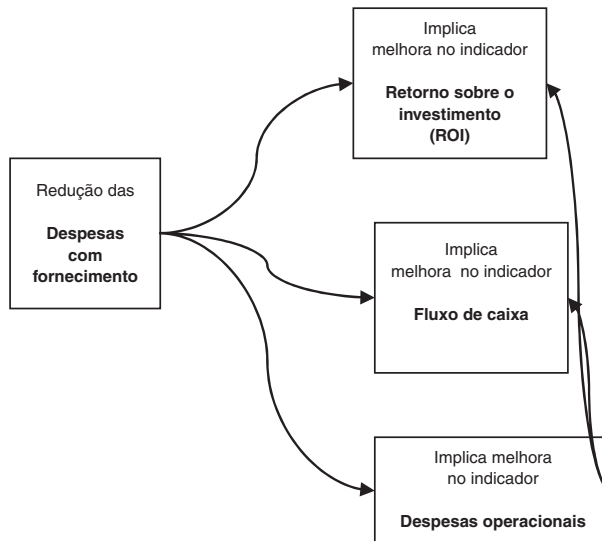 Implica
melhora no indicador
Retorno sobre o
investimento
(ROI)
Redução das
Despesas
com
fornecimento
Implica
melhora no indicador
Fluxo de caixa
Implica melhora
no indicador
Despesas operacionais